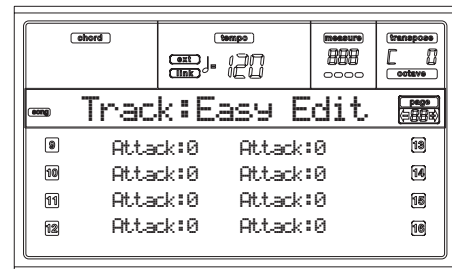 chord tempo measure transpose
ext ♩= 120 888 C 0
link octave
song Track:Easy Edit page
88
9 Attack:0 Attack:0 13
10 Attack:0 Attack:0 14
11 Attack:0 Attack:0 15
12 Attack:0 Attack:0 16